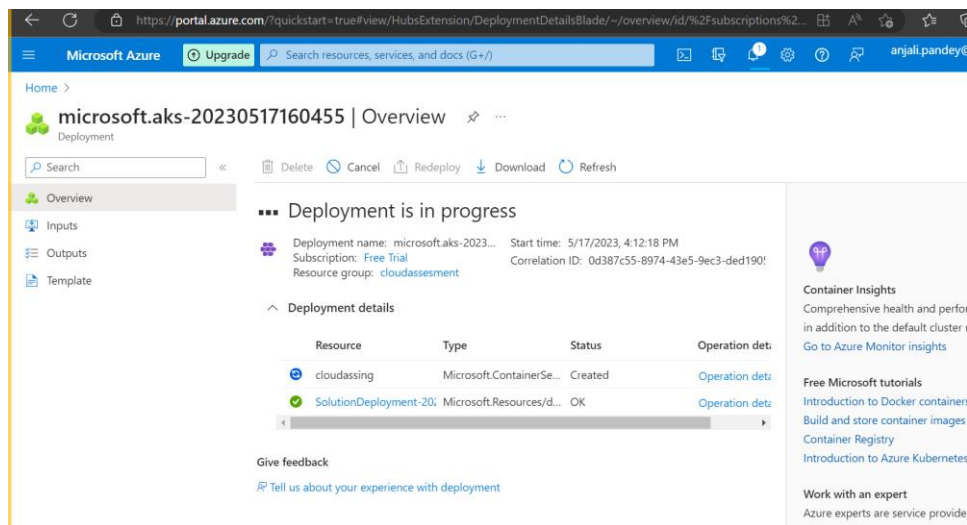 https://portal.azure.com/?quickstart=true#view/HubsExtension/DeploymentDetailsBlade/~/overview/id/%2Fsubscriptions%2...
Microsoft Azure
Upgrade
Search resources, services, and docs (G+/)
1
anjali.pandey@
Home >
microsoft.aks-20230517160455 | Overview
Deployment
Search
Overview
Inputs
Outputs
Template
Delete Cancel Redeploy Download Refresh
Deployment is in progress
Deployment name: microsoft.aks-2023...
Subscription: Free Trial
Resource group: cloudassesment
Start time: 5/17/2023, 4:12:18 PM
Correlation ID: 0d387c55-8974-43e5-9ec3-ded190
Deployment details
Resource Type Status Operation deta
cloudassing Microsoft.ContainerSe... Created Operation deta
SolutionDeployment-202 Microsoft.Resources/d... OK Operation deta
Give feedback
Tell us about your experience with deployment
Container Insights
Comprehensive health and perfor
in addition to the default cluster
Go to Azure Monitor insights
Free Microsoft tutorials
Introduction to Docker containers
Build and store container images
Container Registry
Introduction to Azure Kubernetes
Work with an expert
Azure experts are service provide